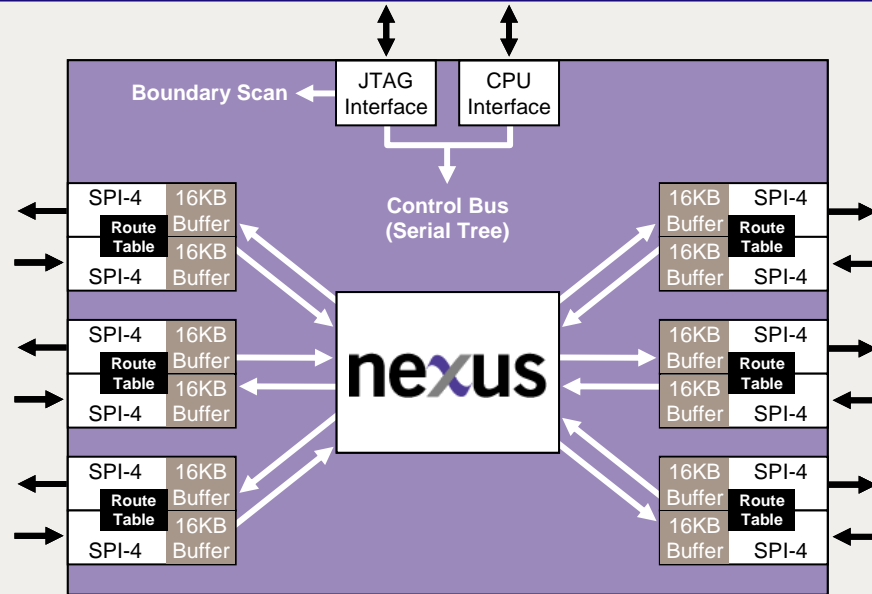 JTAG
Interface
CPU
Interface
Boundary Scan
Control Bus
(Serial Tree)
SPI-4
16KB
Buffer
Route
Table
SPI-4
16KB
Buffer
16KB
Buffer
SPI-4
Route
Table
16KB
Buffer
SPI-4
SPI-4
16KB
Buffer
Route
Table
SPI-4
16KB
Buffer
nexus
16KB
Buffer
SPI-4
Route
Table
16KB
Buffer
SPI-4
SPI-4
16KB
Buffer
Route
Table
SPI-4
16KB
Buffer
16KB
Buffer
SPI-4
Route
Table
16KB
Buffer
SPI-4